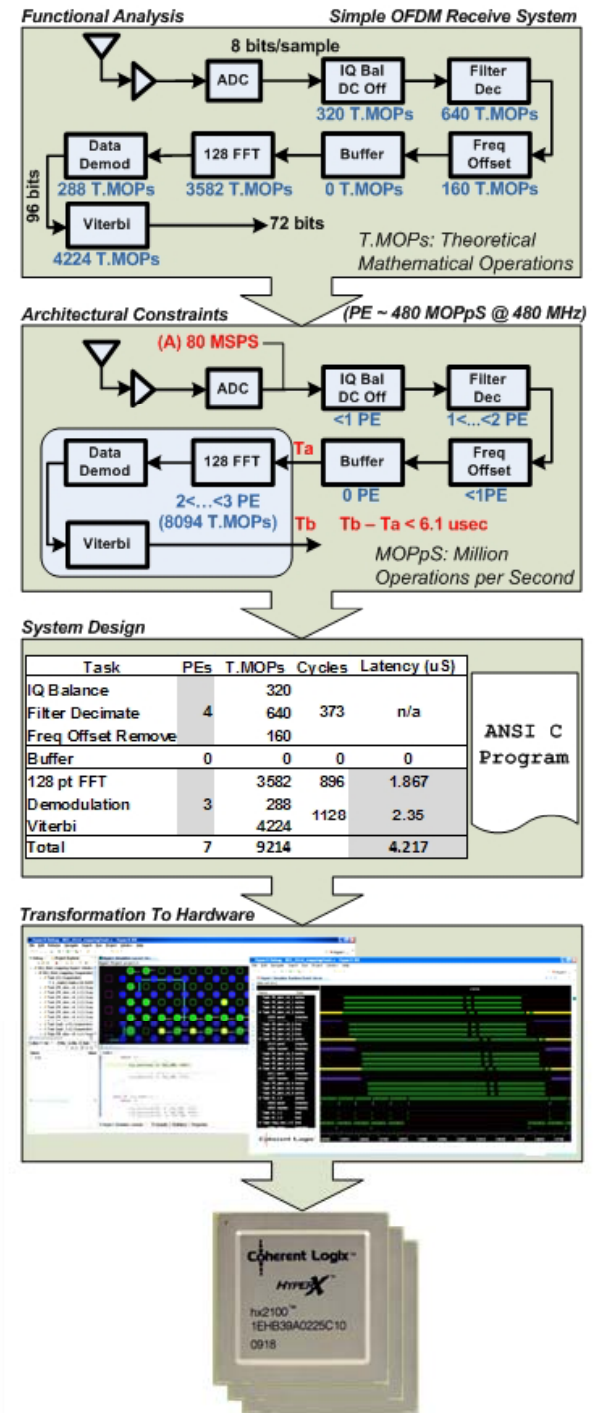 Functional Analysis Simple OFDM Receive System
8 bits/sample
ADC
IQ Bal
DC Off
320 T.MOPs
Filter
Dec
640 T.MOPs
Data
Demod
288 T.MOPs
128 FFT
3582 T.MOPs
Buffer
0 T.MOPs
Freq
Offset
160 T.MOPs
96 bits
Viterbi
4224 T.MOPs
72 bits
T.MOPs: Theoretical
Mathematical Operations
Architectural Constraints (PE ~ 480 MOPpS @ 480 MHz)
(A) 80 MSPS
ADC
IQ Bal
DC Off
<1 PE
Filter
Dec
1<...<2 PE
Data
Demod
128 FFT
2<...<3 PE
(8094 T.MOPs)
Ta
Buffer
0 PE
Freq
Offset
<1PE
Viterbi
Tb
Tb – Ta < 6.1 usec
MOPpS: Million
Operations per Second
System Design
Task PEs T.MOPs Cycles Latency (uS)
IQ Balance 320
Filter Decimate 4 640 373 n/a
Freq Offset Remove 160
Buffer 0 0 0 0
128 pt FFT 3582 896 1.867
Demodulation 3 288 1128 2.35
Viterbi 4224
Total 7 9214 4.217
ANSI C
Program
Transformation To Hardware
Coherent Logix
Coherent Logix™
HYPERX™
hx2100™
1EHB39A0225C10
0918